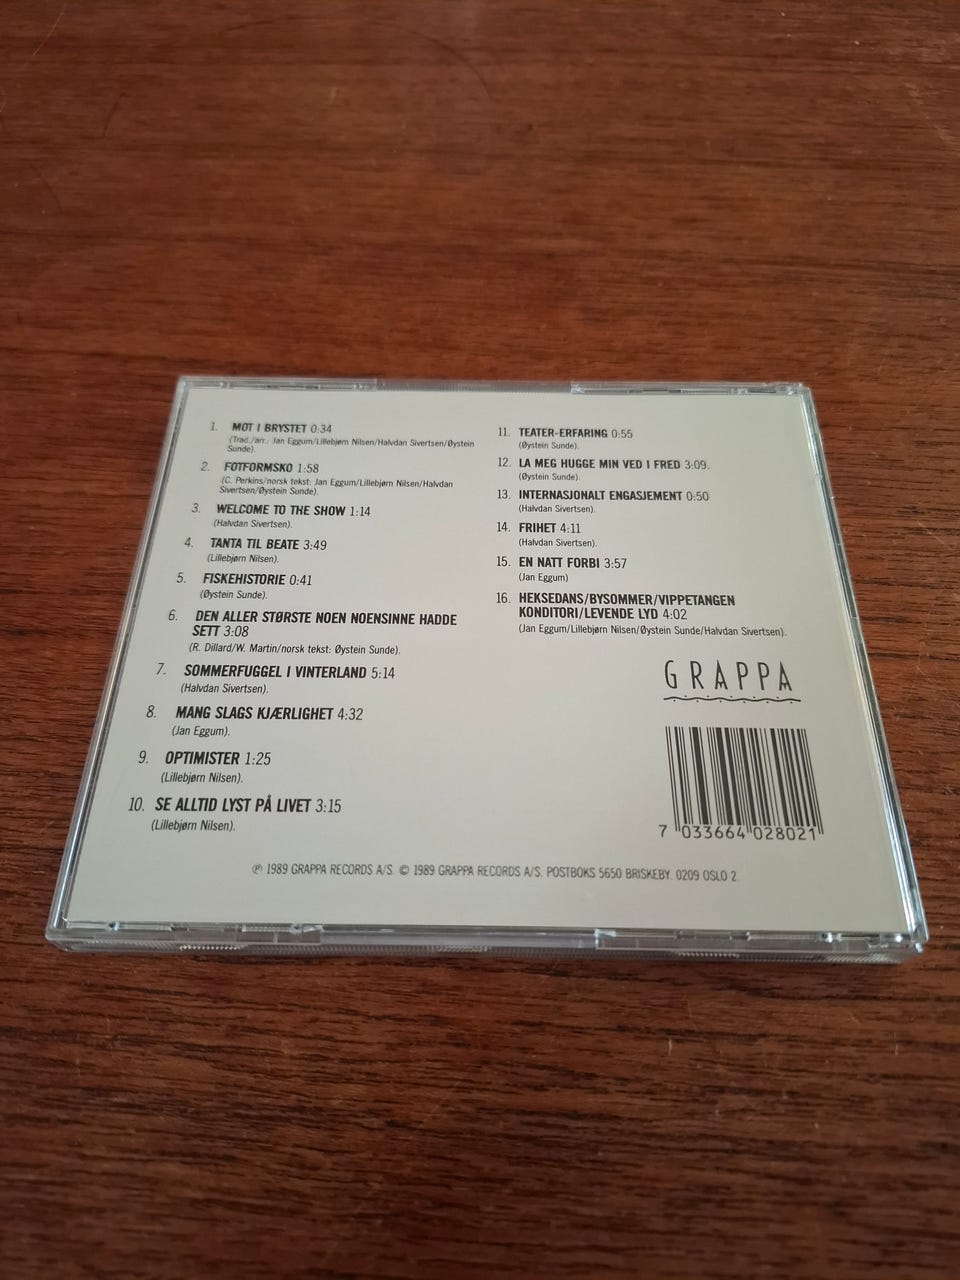 1. MOT I BRYSTET 0:34
(Trad./arr.: Jan Eggum/Lillebjørn Nilsen/Halvdan Sivertsen/Øystein
Sunde).
2. FOTFORMSKO 1:58
(C. Perkins/norsk tekst: Jan Eggum/Lillebjørn Nilsen/Halvdan
Sivertsen/Øystein Sunde).
3. WELCOME TO THE SHOW 1:14
(Halvdan Sivertsen).
4. TANTA TIL BEATE 3:49
(Lillebjørn Nilsen).
5. FISKEHISTORIE 0:41
(Øystein Sunde).
6. DEN ALLER STØRSTE NOEN NOENSINNE HADDE
SETT 3:08
(R. Dillard/W. Martin/norsk tekst: Øystein Sunde).
7. SOMMERFUGGEL I VINTERLAND 5:14
(Halvdan Sivertsen).
8. MANG SLAGS KJÆRLIGHET 4:32
(Jan Eggum).
9. OPTIMISTER 1:25
(Lillebjørn Nilsen).
10. SE ALLTID LYST PÅ LIVET 3:15
(Lillebjørn Nilsen).
11. TEATER-ERFARING 0:55
(Øystein Sunde).
12. LA MEG HUGGE MIN VED I FRED 3:09.
(Øystein Sunde).
13. INTERNASJONALT ENGASJEMENT 0:50
(Halvdan Sivertsen).
14. FRIHET 4:11
(Halvdan Sivertsen).
15. EN NATT FORBI 3:57
(Jan Eggum)
16. HEKSEDANS/BYSOMMER/VIPPETANGEN
KONDITORI/LEVENDE LYD 4:02
(Jan Eggum/Lillebjørn Nilsen/Øystein Sunde/Halvdan Sivertsen).
GRAPPA
7 033664 028021
℗ 1989 GRAPPA RECORDS A/S. © 1989 GRAPPA RECORDS A/S. POSTBOKS 5650 BRISKEBY. 0209 OSLO 2.